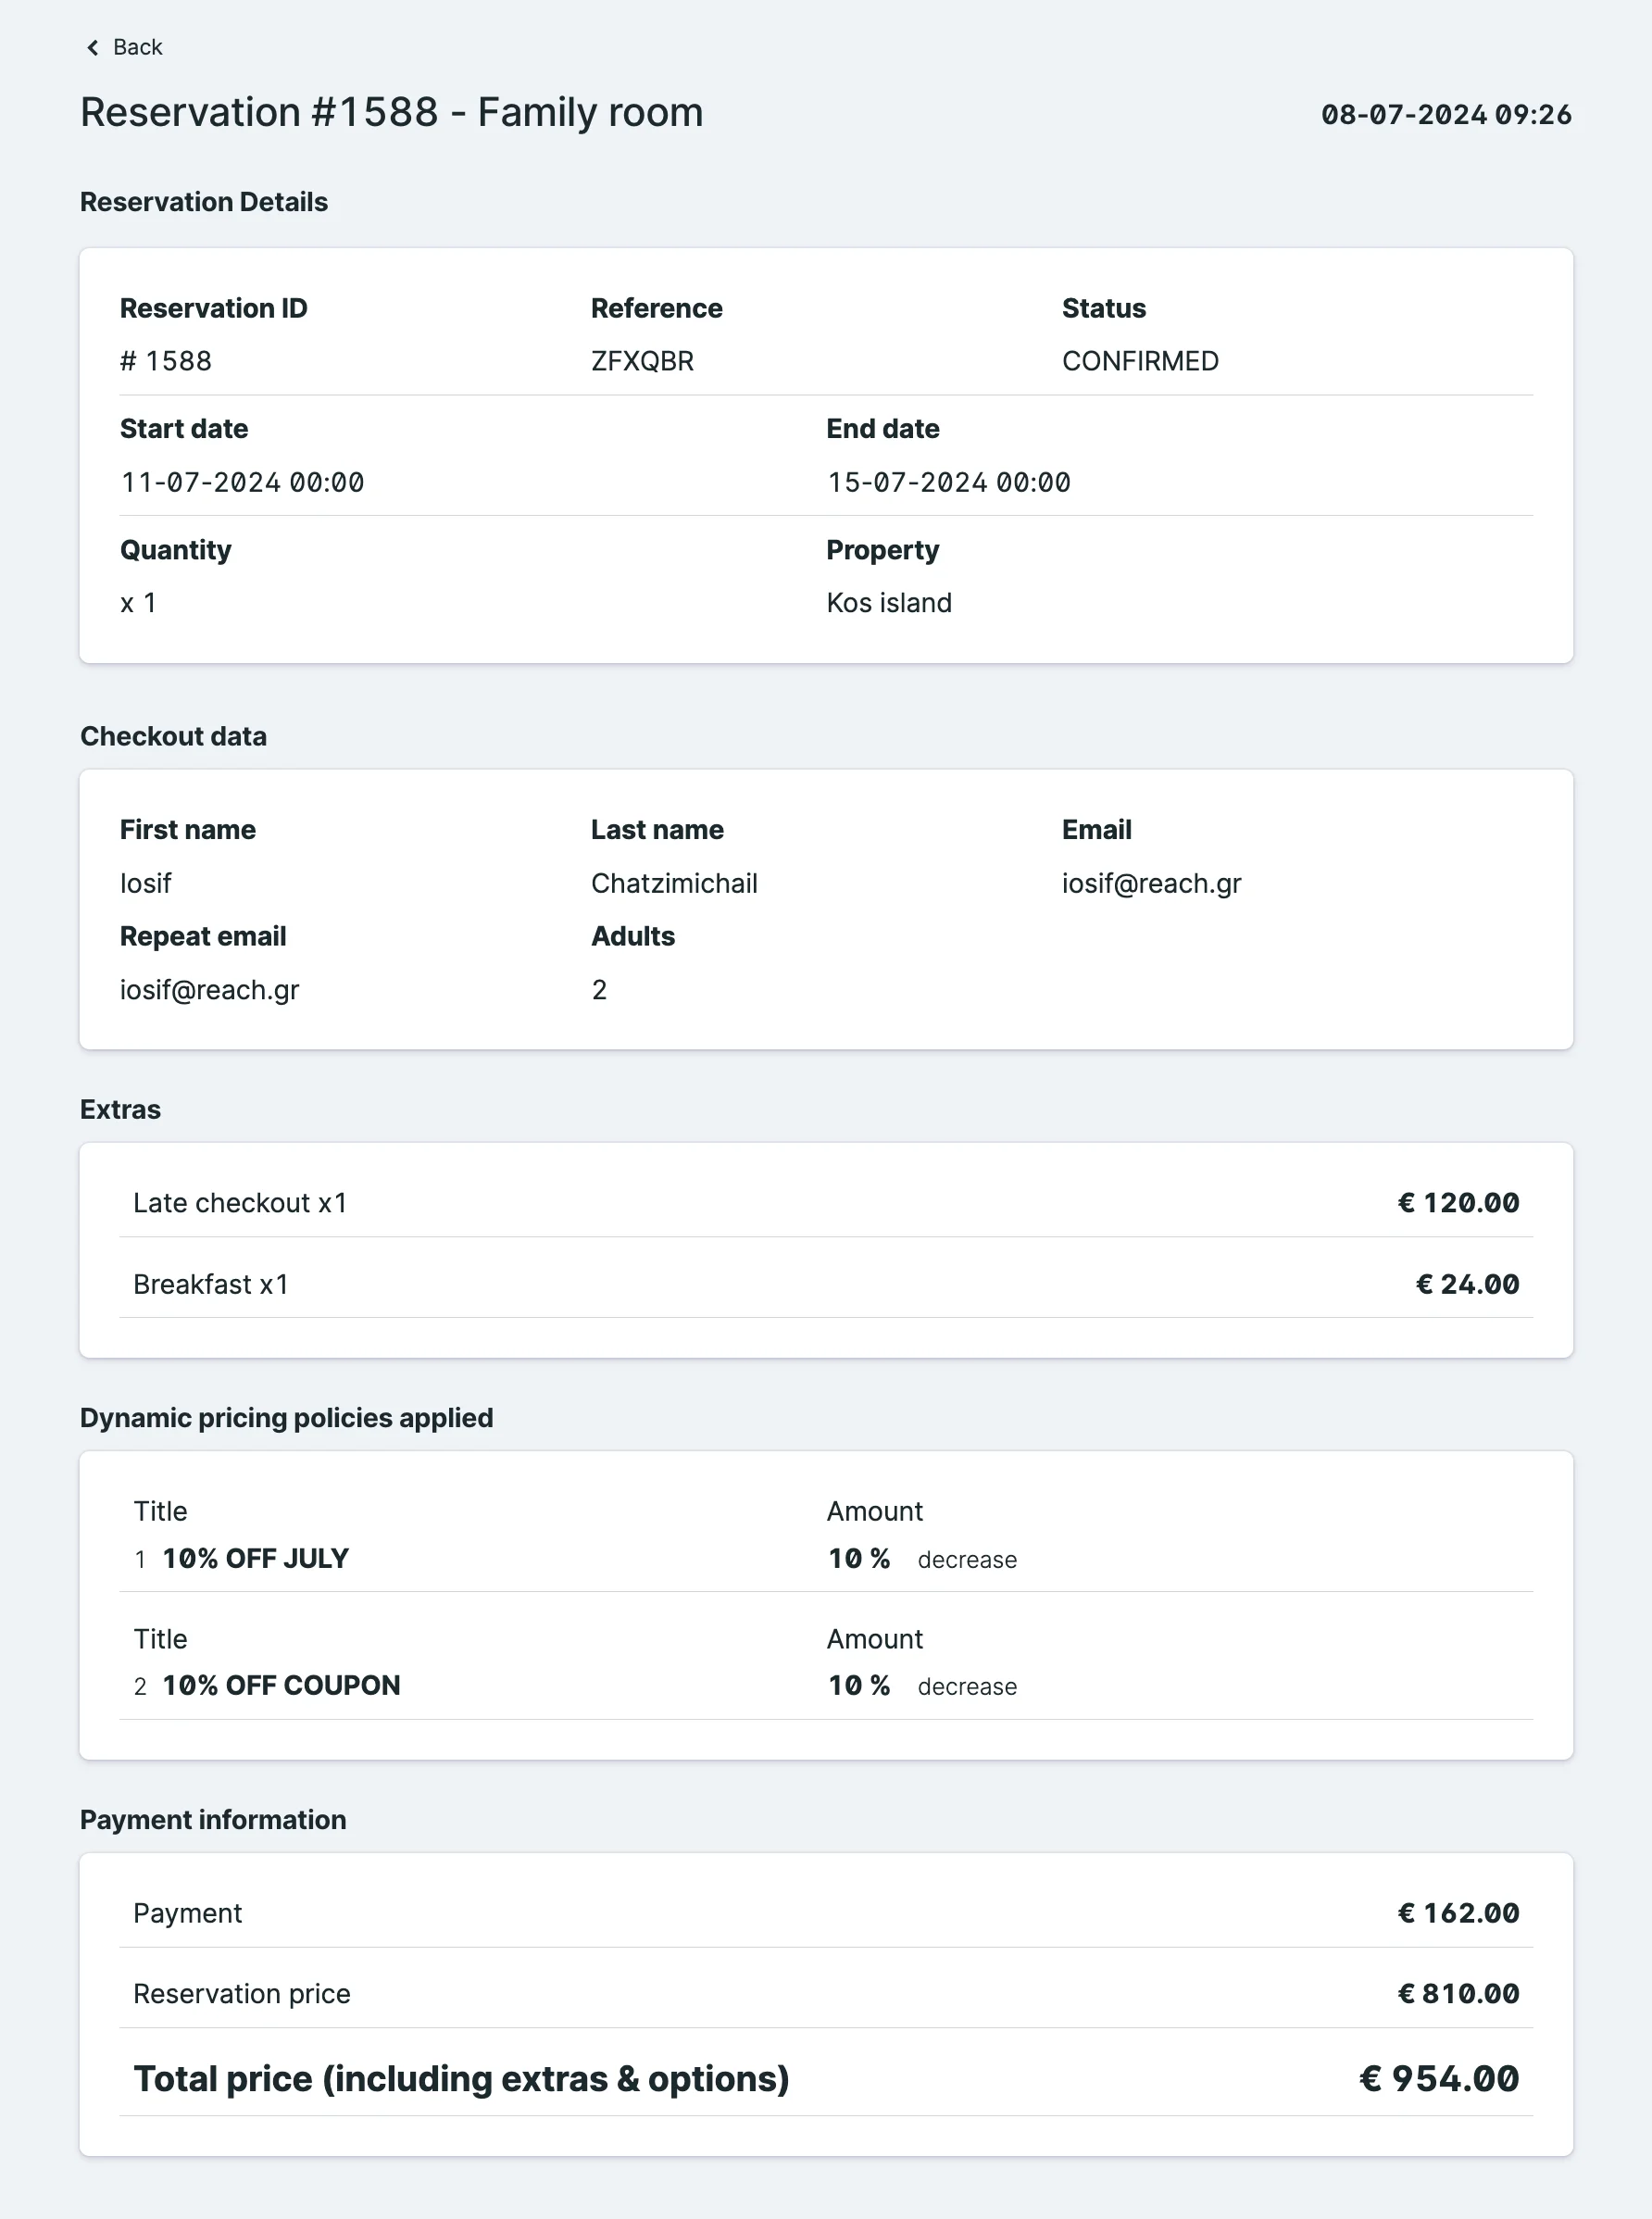 Back
Reservation #1588 - Family room 08-07-2024 09:26
Reservation Details
Reservation ID Reference Status
# 1588 ZFXQBR CONFIRMED
Start date End date
11-07-2024 00:00 15-07-2024 00:00
Quantity Property
x 1 Kos island
Checkout data
First name Last name Email
Iosif Chatzimichail iosif@reach.gr
Repeat email Adults
iosif@reach.gr 2
Extras
Late checkout x1 € 120.00
Breakfast x1 € 24.00
Dynamic pricing policies applied
Title Amount
1 10% OFF JULY 10 % decrease
Title Amount
2 10% OFF COUPON 10 % decrease
Payment information
Payment € 162.00
Reservation price € 810.00
Total price (including extras & options) € 954.00